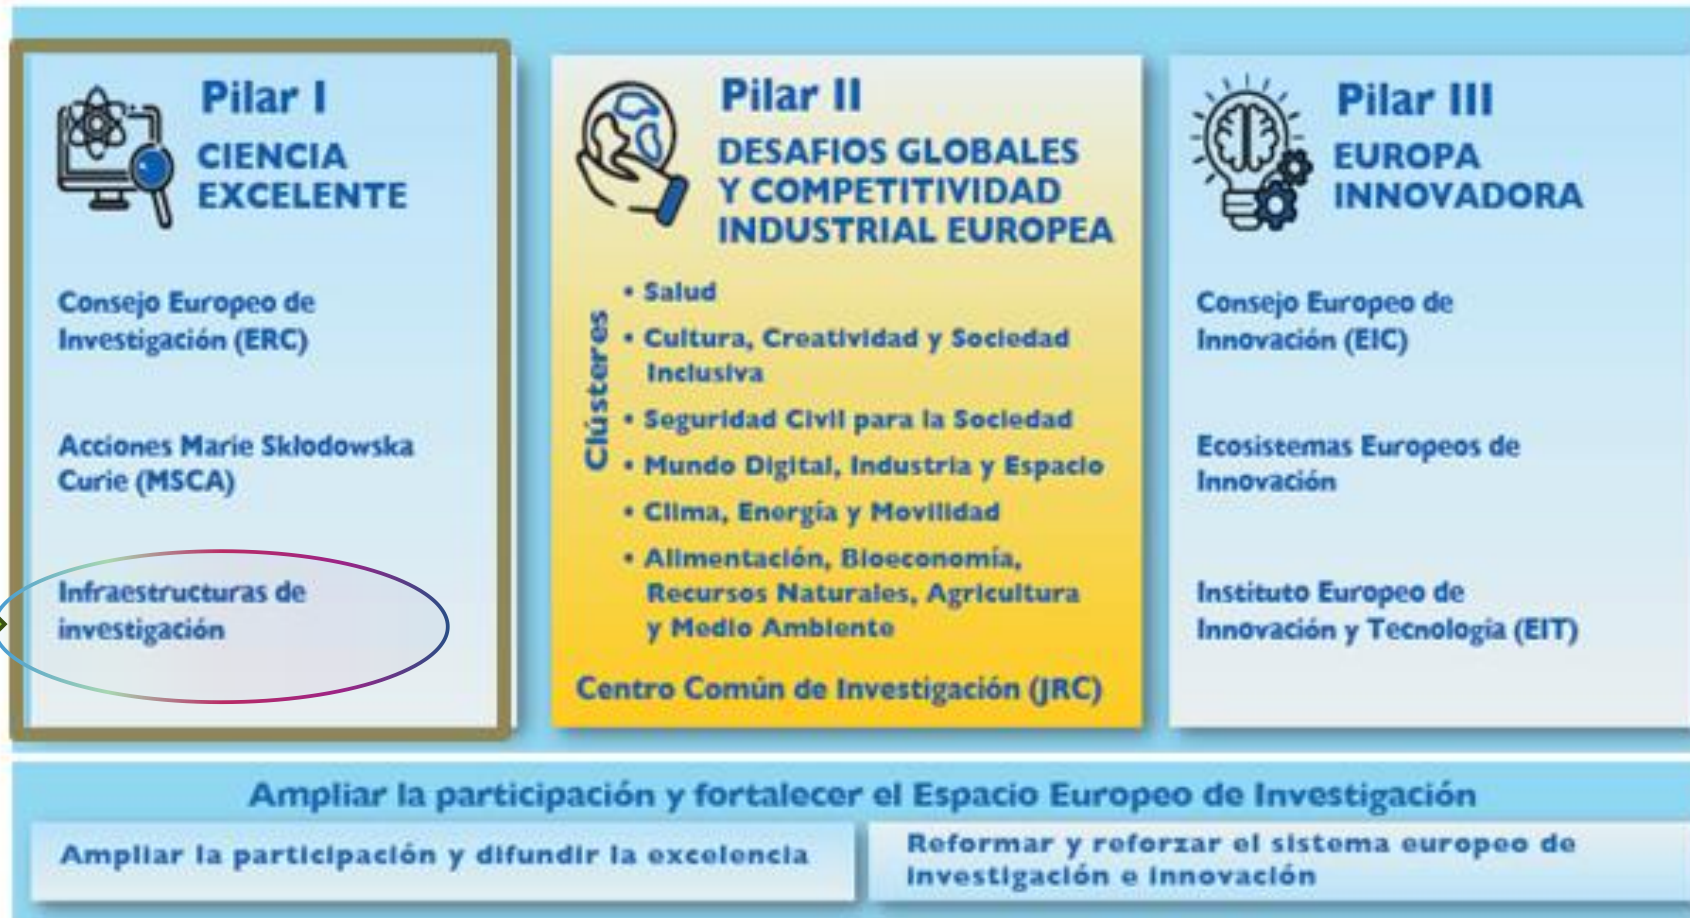 Pilar I
CIENCIA
EXCELENTE
Consejo Europeo de
Investigación (ERC)
Acciones Marie Sklodowska
Curie (MSCA)
Infraestructuras de
investigación
Pilar II
DESAFIOS GLOBALES
Y COMPETITIVIDAD
INDUSTRIAL EUROPEA
Clústeres
• Salud
• Cultura, Creatividad y Sociedad
Inclusiva
• Seguridad Civil para la Sociedad
• Mundo Digital, Industria y Espacio
• Clima, Energía y Movilidad
• Alimentación, Bioeconomía,
Recursos Naturales, Agricultura
y Medio Ambiente
Centro Común de Investigación (JRC)
Pilar III
EUROPA
INNOVADORA
Consejo Europeo de
Innovación (EIC)
Ecosistemas Europeos de
Innovación
Instituto Europeo de
Innovación y Tecnología (EIT)
Ampliar la participación y fortalecer el Espacio Europeo de Investigación
Ampliar la participación y difundir la excelencia
Reformar y reforzar el sistema europeo de
investigación e innovación